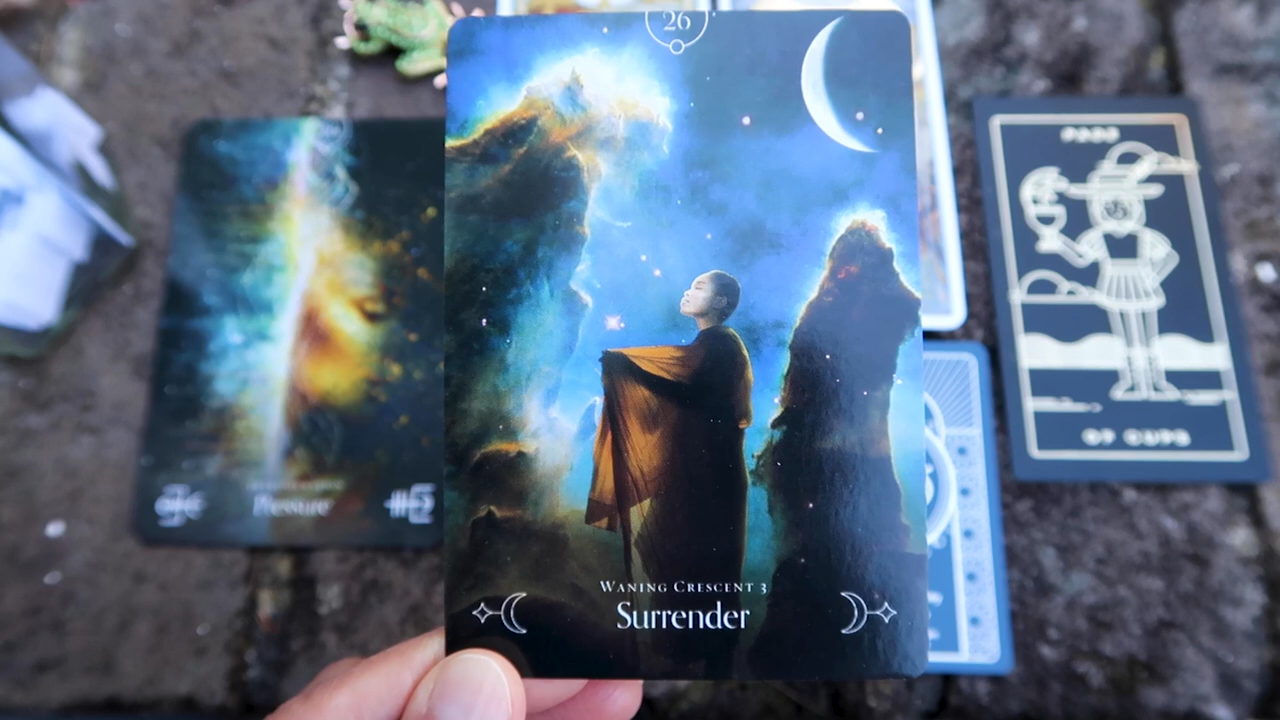 26
WANING CRESCENT 3
Surrender
Pressure
PAGE
OF CUPS